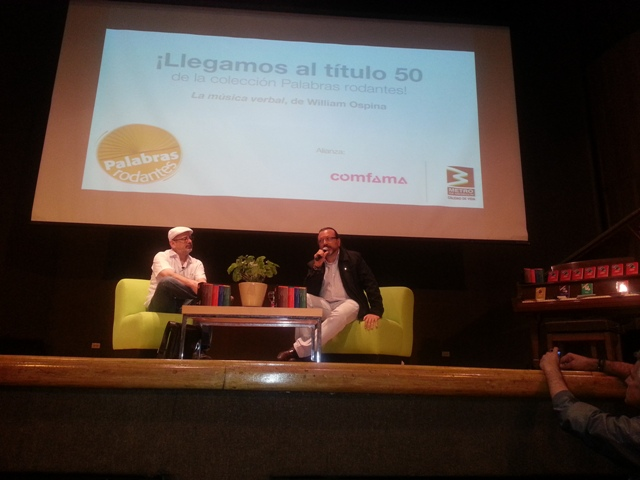 ¡Llegamos al título 50
de la colección Palabras rodantes!
La música verbal, de William Ospina
Palabras
rodantes
Alianza:
comfama
METRO